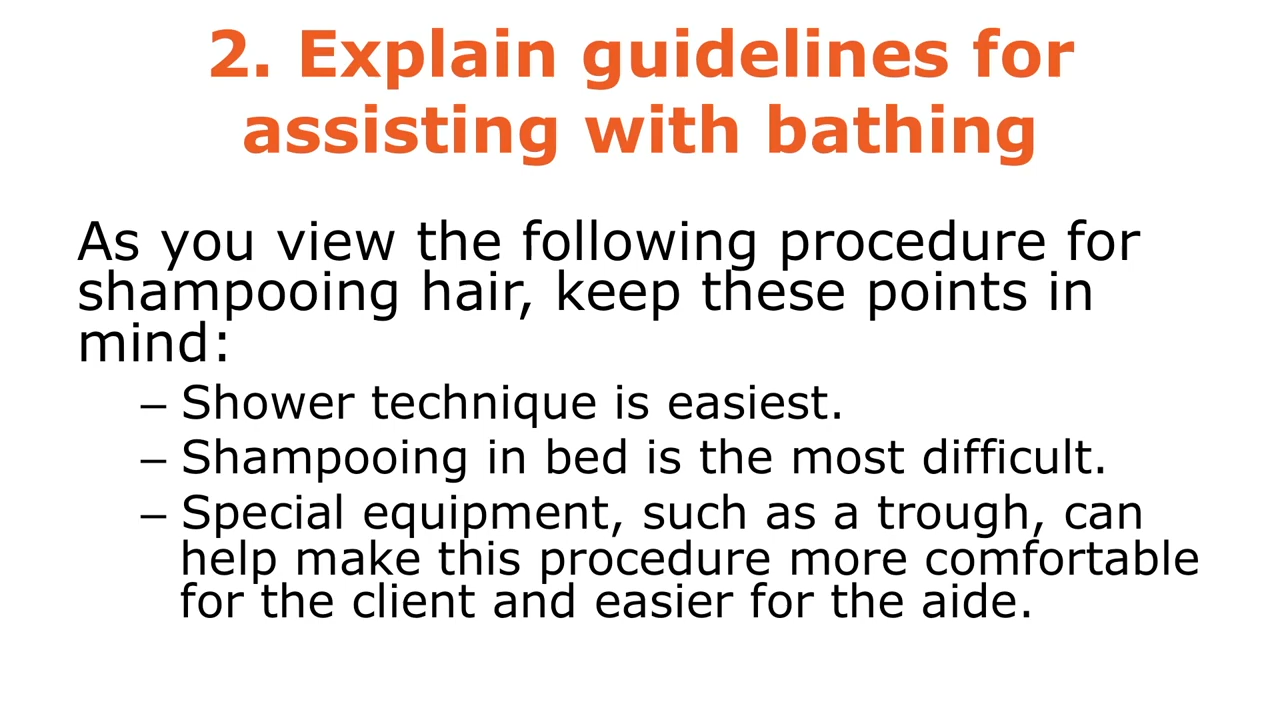 2. Explain guidelines for
assisting with bathing
As you view the following procedure for
shampooing hair, keep these points in
mind:
– Shower technique is easiest.
– Shampooing in bed is the most difficult.
– Special equipment, such as a trough, can
help make this procedure more comfortable
for the client and easier for the aide.